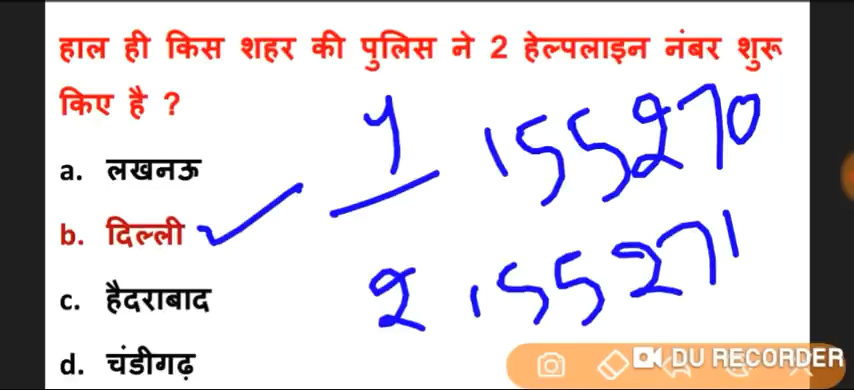 हाल ही किस शहर की पुलिस ने 2 हेल्पलाइन नंबर शुरू
किए है ?
1 155270
a. लखनऊ
b. दिल्ली
2 155271
c. हैदराबाद
d. चंडीगढ़
DU RECORDER